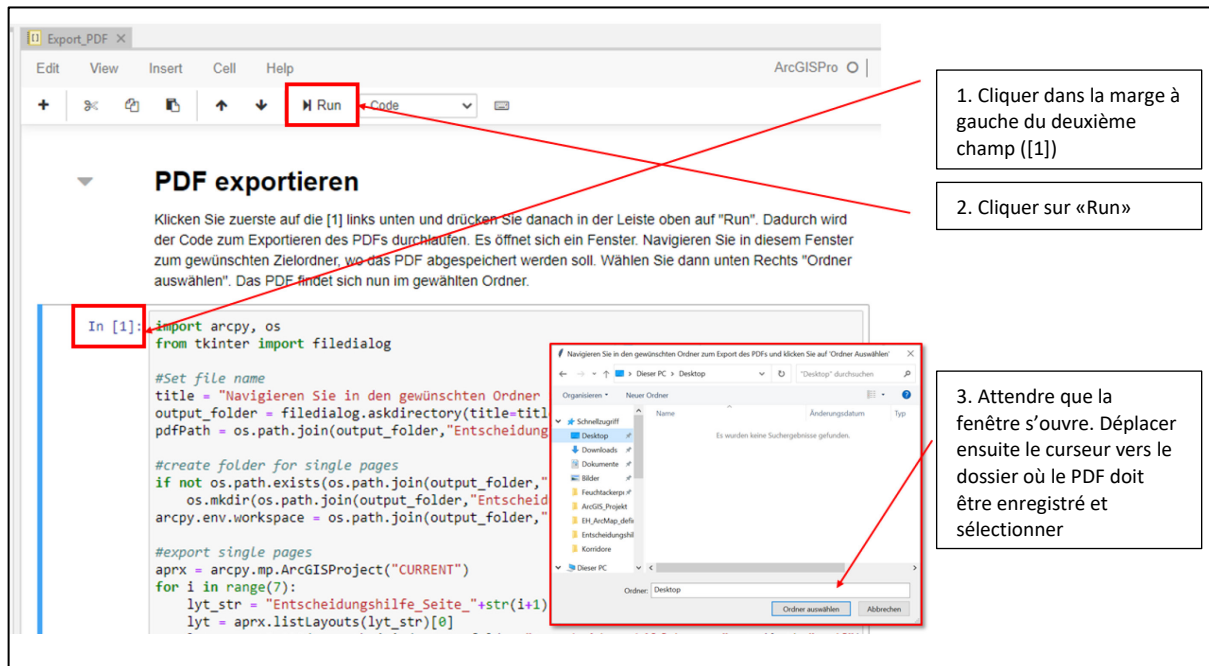 Export_PDF
Edit View Insert Cell Help ArcGISPro
Run Code
PDF exportieren
Klicken Sie zuerste auf die [1] links unten und drücken Sie danach in der Leiste oben auf "Run". Dadurch wird
der Code zum Exportieren des PDFs durchlaufen. Es öffnet sich ein Fenster. Navigieren Sie in diesem Fenster
zum gewünschten Zielordner, wo das PDF abgespeichert werden soll. Wählen Sie dann unten Rechts "Ordner
auswählen". Das PDF findet sich nun im gewählten Ordner.
In [1]: import arcpy, os
from tkinter import filedialog
#Set file name
title = "Navigieren Sie in den gewünschten Ordner
output_folder = filedialog.askdirectory(title=titl
pdfPath = os.path.join(output_folder,"Entscheidung
#create folder for single pages
if not os.path.exists(os.path.join(output_folder,"
os.mkdir(os.path.join(output_folder,"Entscheid
arcpy.env.workspace = os.path.join(output_folder,"
#export single pages
aprx = arcpy.mp.ArcGISProject("CURRENT")
for i in range(7):
lyt_str = "Entscheidungshilfe_Seite_"+str(i+1)
lyt = aprx.listLayouts(lyt_str)[0]
Navigieren Sie in den gewünschten Ordner zum Export des PDFs und klicken Sie auf 'Ordner Auswählen'
Dieser PC > Desktop "Desktop" durchsuchen
Organisieren Neuer Ordner
Name Änderungsdatum Typ
Es wurden keine Suchergebnisse gefunden.
Schnellzugriff
Desktop
Downloads
Dokumente
Bilder
Feuchtackerpo
ArcGIS_Projekt
EH_ArcMap_defi
Entscheidungshil
Korridore
Dieser PC
Ordner: Desktop
Ordner auswählen Abbrechen
1. Cliquer dans la marge à
gauche du deuxième
champ ([1])
2. Cliquer sur «Run»
3. Attendre que la
fenêtre s’ouvre. Déplacer
ensuite le curseur vers le
dossier où le PDF doit
être enregistré et
sélectionner